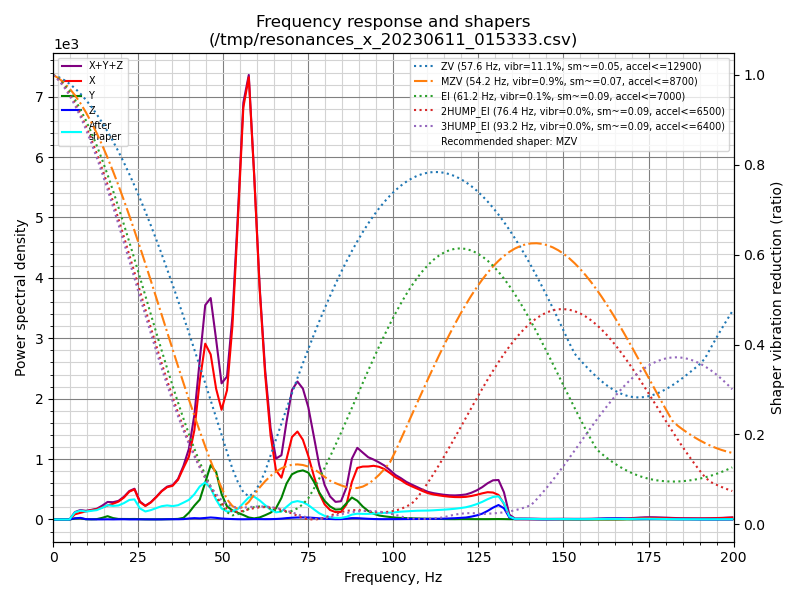 Frequency response and shapers
(/tmp/resonances_x_20230611_015333.csv)
1e3
X+Y+Z
X
Y
Z
After
shaper
ZV (57.6 Hz, vibr=11.1%, sm~=0.05, accel<=12900)
MZV (54.2 Hz, vibr=0.9%, sm~=0.07, accel<=8700)
EI (61.2 Hz, vibr=0.1%, sm~=0.09, accel<=7000)
2HUMP_EI (76.4 Hz, vibr=0.0%, sm~=0.09, accel<=6500)
3HUMP_EI (93.2 Hz, vibr=0.0%, sm~=0.09, accel<=6400)
Recommended shaper: MZV
7
6
5
4
3
2
1
0
Power spectral density
1.0
0.8
0.6
0.4
0.2
0.0
Shaper vibration reduction (ratio)
0 25 50 75 100 125 150 175 200
Frequency, Hz